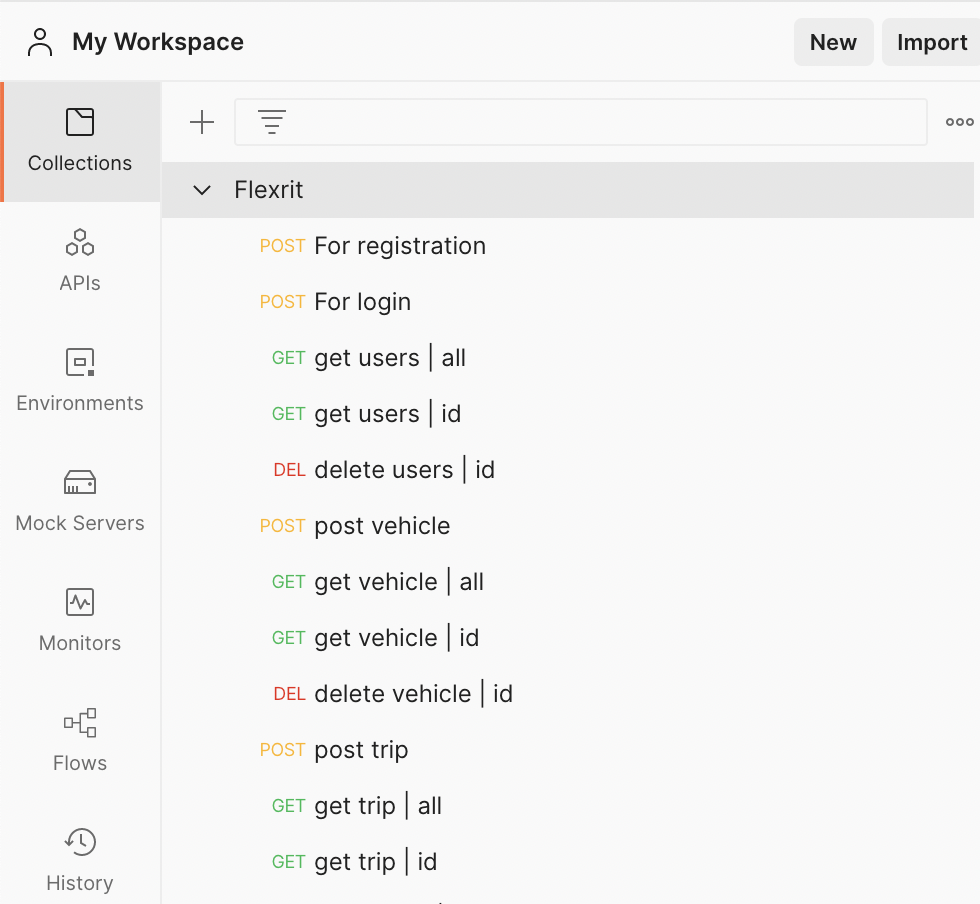 My Workspace
New
Import
Collections
APIs
Environments
Mock Servers
Monitors
Flows
History
Flexrit
POST For registration
POST For login
GET get users | all
GET get users | id
DEL delete users | id
POST post vehicle
GET get vehicle | all
GET get vehicle | id
DEL delete vehicle | id
POST post trip
GET get trip | all
GET get trip | id